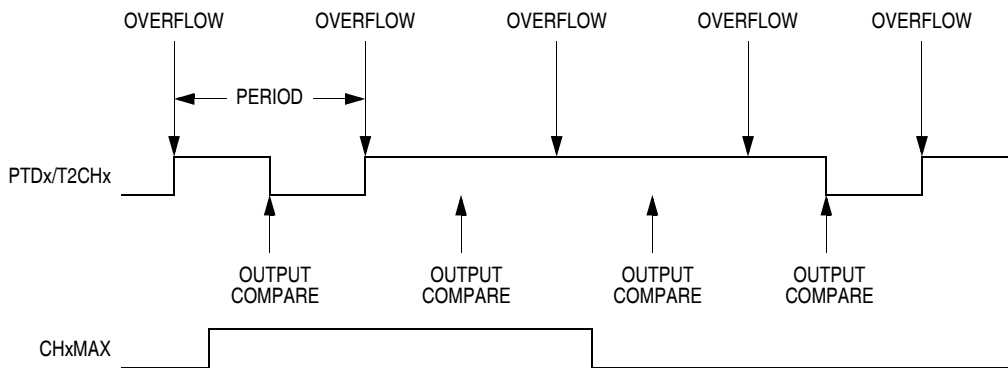 OVERFLOW OVERFLOW OVERFLOW OVERFLOW OVERFLOW
PERIOD
PTDx/T2CHx
OUTPUT OUTPUT OUTPUT OUTPUT
COMPARE COMPARE COMPARE COMPARE
CHxMAX